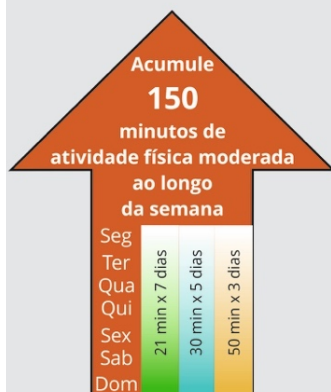 Acumule
150
minutos de
atividade física moderada
ao longo
da semana
Seg
Ter
Qua
Qui
Sex
Sab
Dom
21 min x 7 dias
30 min x 5 dias
50 min x 3 dias